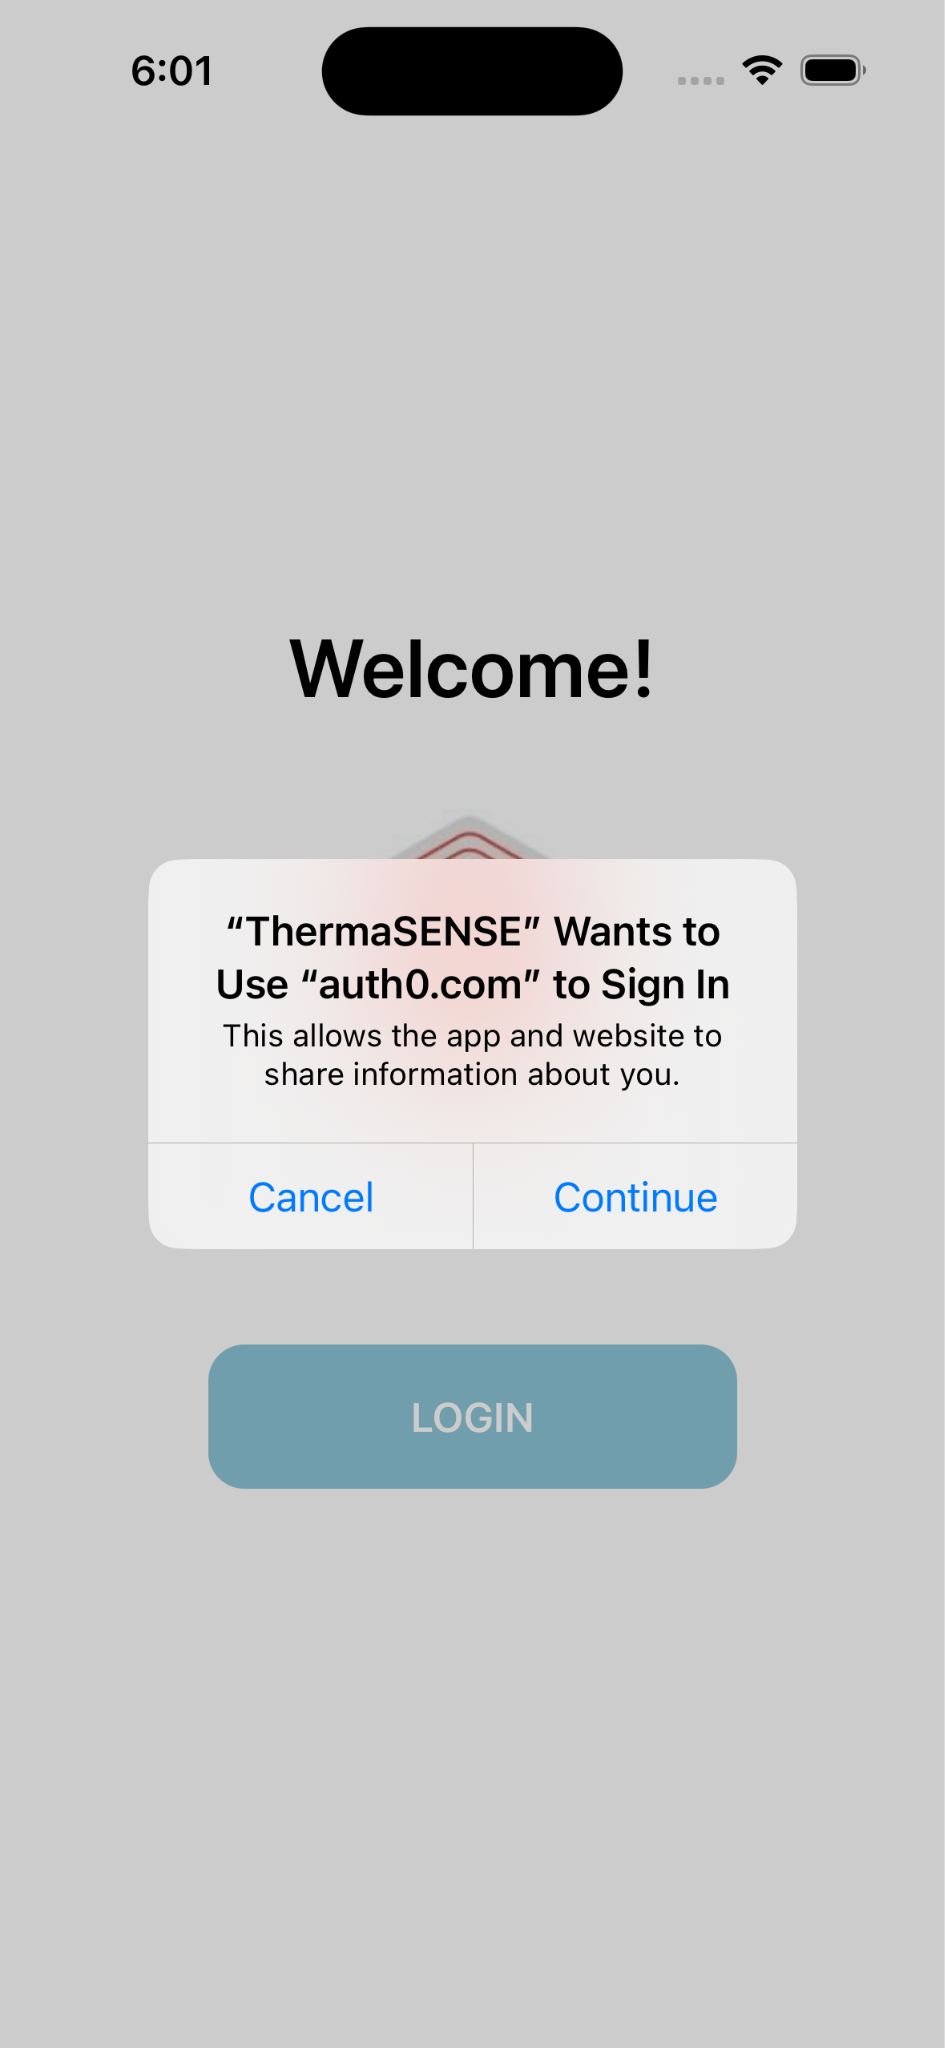 6:01
Welcome!
“ThermaSENSE” Wants to
Use “auth0.com” to Sign In
This allows the app and website to
share information about you.
Cancel
Continue
LOGIN